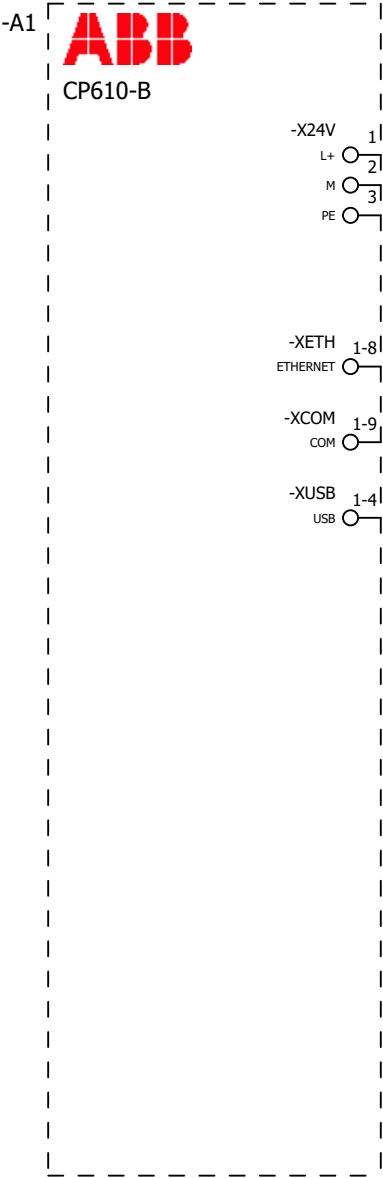 -A1
ABB
CP610-B
-X24V 1
L+
2
M
3
PE
-XETH 1-8
ETHERNET
-XCOM 1-9
COM
-XUSB 1-4
USB